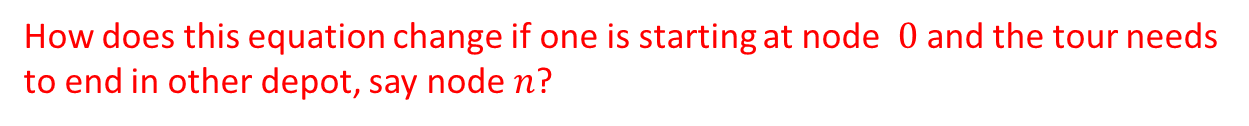 How does this equation change if one is starting at node 0 and the tour needs
to end in other depot, say node n?